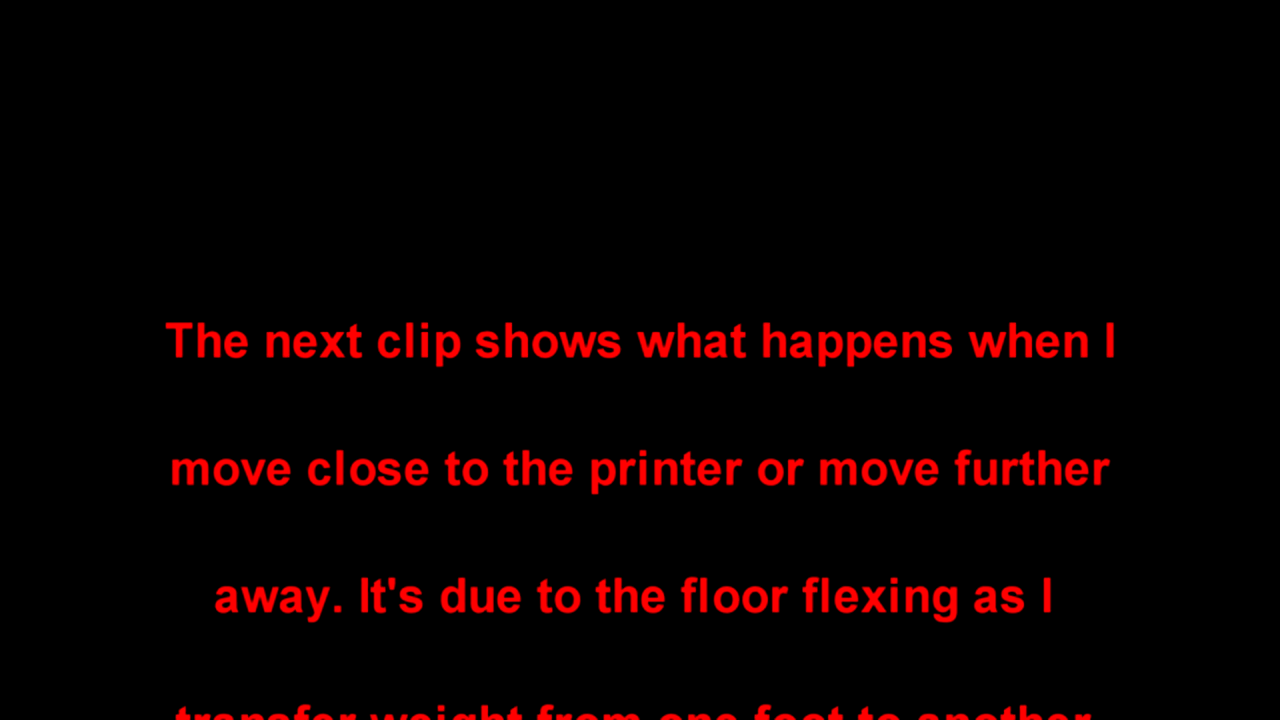 The next clip shows what happens when I
move close to the printer or move further
away. It's due to the floor flexing as I
transfer weight from one foot to another